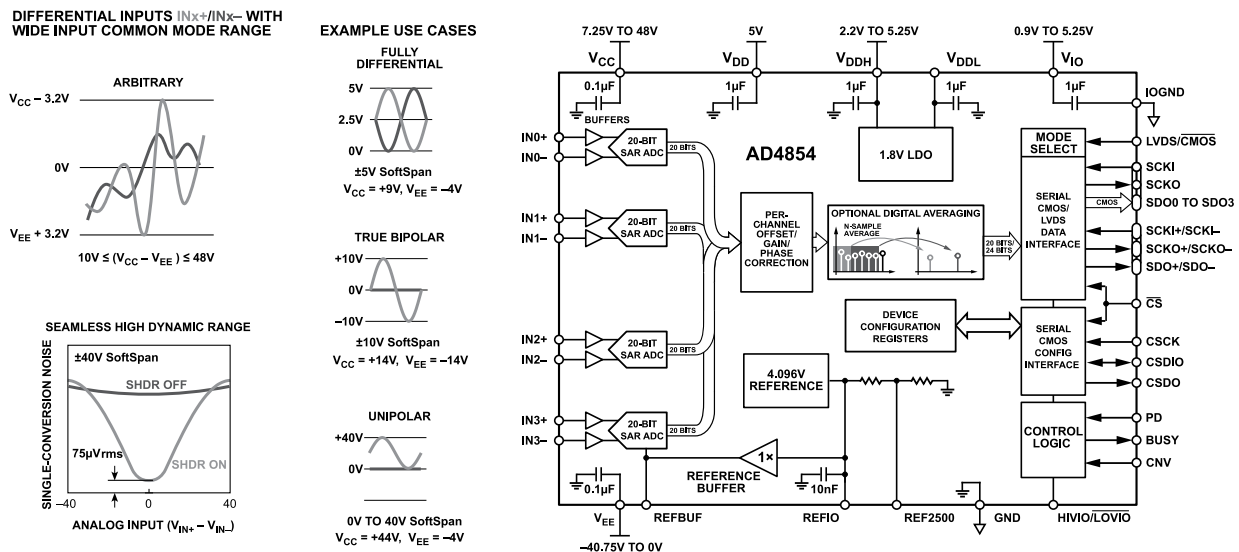 DIFFERENTIAL INPUTS INx+/INx– WITH
WIDE INPUT COMMON MODE RANGE
ARBITRARY
VCC – 3.2V
0V
VEE + 3.2V
10V ≤ (VCC – VEE ) ≤ 48V
SEAMLESS HIGH DYNAMIC RANGE
SINGLE-CONVERSION NOISE
±40V SoftSpan
SHDR OFF
75µVrms
SHDR ON
–40
0
40
ANALOG INPUT (VIN+ – VIN–)
EXAMPLE USE CASES
FULLY
DIFFERENTIAL
5V
2.5V
0V
±5V SoftSpan
VCC = +9V, VEE = –4V
TRUE BIPOLAR
+10V
0V
–10V
±10V SoftSpan
VCC = +14V, VEE = –14V
UNIPOLAR
+40V
0V
0V TO 40V SoftSpan
VCC = +44V, VEE = –4V
7.25V TO 48V
5V
2.2V TO 5.25V
0.9V TO 5.25V
VCC
VDD
VDDH
VDDL
VIO
0.1µF
1µF
1µF
1µF
1µF
IOGND
BUFFERS
IN0+
IN0–
20-BIT
SAR ADC
20 BITS
IN1+
IN1–
20-BIT
SAR ADC
20 BITS
IN2+
IN2–
20-BIT
SAR ADC
20 BITS
IN3+
IN3–
20-BIT
SAR ADC
20 BITS
AD4854
1.8V LDO
PER-
CHANNEL
OFFSET/
GAIN/
PHASE
CORRECTION
OPTIONAL DIGITAL AVERAGING
N-SAMPLE
AVERAGE
20 BITS/
24 BITS
MODE
SELECT
SERIAL
CMOS/
LVDS
DATA
INTERFACE
CMOS
LVDS/CMOS
SCKI
SCKO
SDO0 TO SDO3
SCKI+/SCKI–
SCKO+/SCKO–
SDO+/SDO–
CS
DEVICE
CONFIGURATION
REGISTERS
SERIAL
CMOS
CONFIG
INTERFACE
CSCK
CSDIO
CSDO
4.096V
REFERENCE
CONTROL
LOGIC
PD
BUSY
CNV
1×
REFERENCE
BUFFER
0.1µF
10nF
VEE
REFBUF
REFIO
REF2500
GND
HIVIO/LOVIO
–40.75V TO 0V